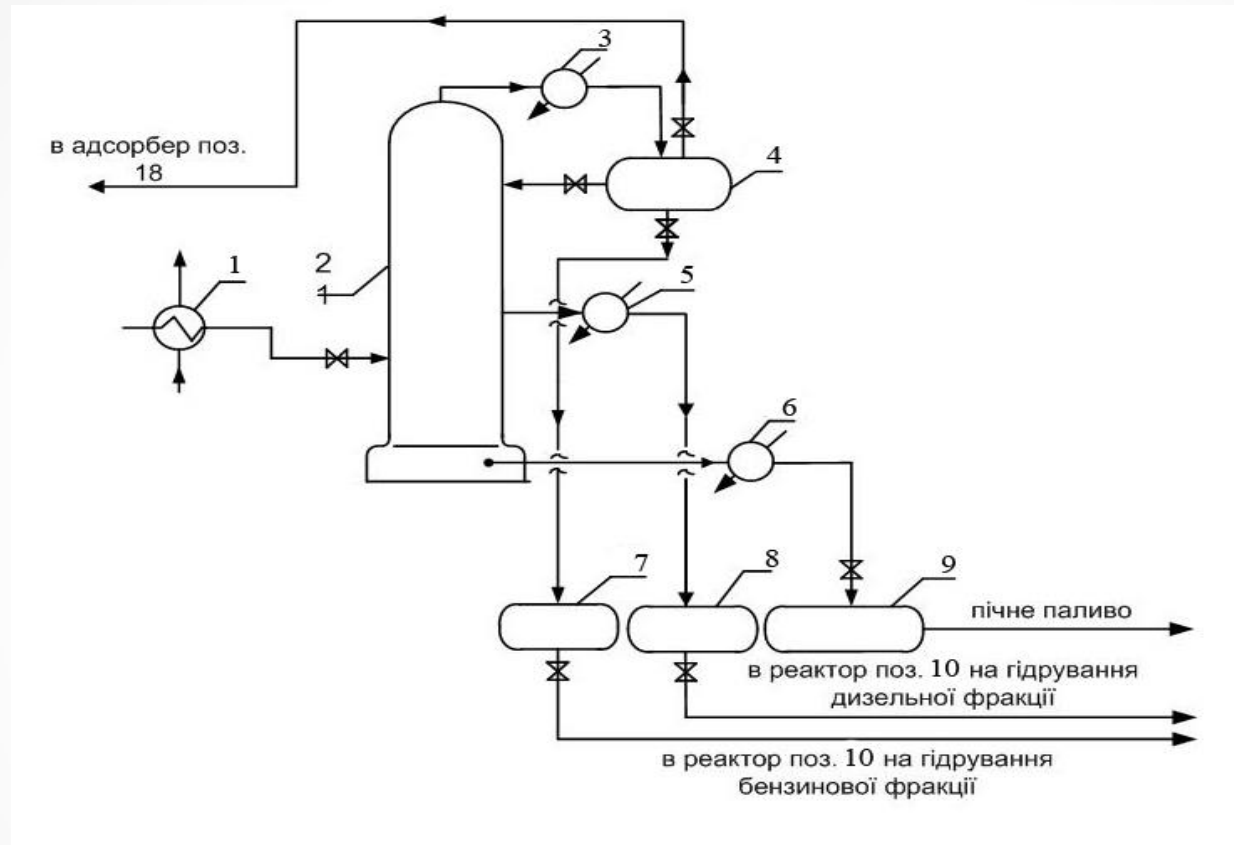 3
в адсорбер поз.
18
4
1
2
1
5
6
7
8
9
пічне паливо
в реактор поз. 10 на гідрування
дизельної фракції
в реактор поз. 10 на гідрування
бензинової фракції